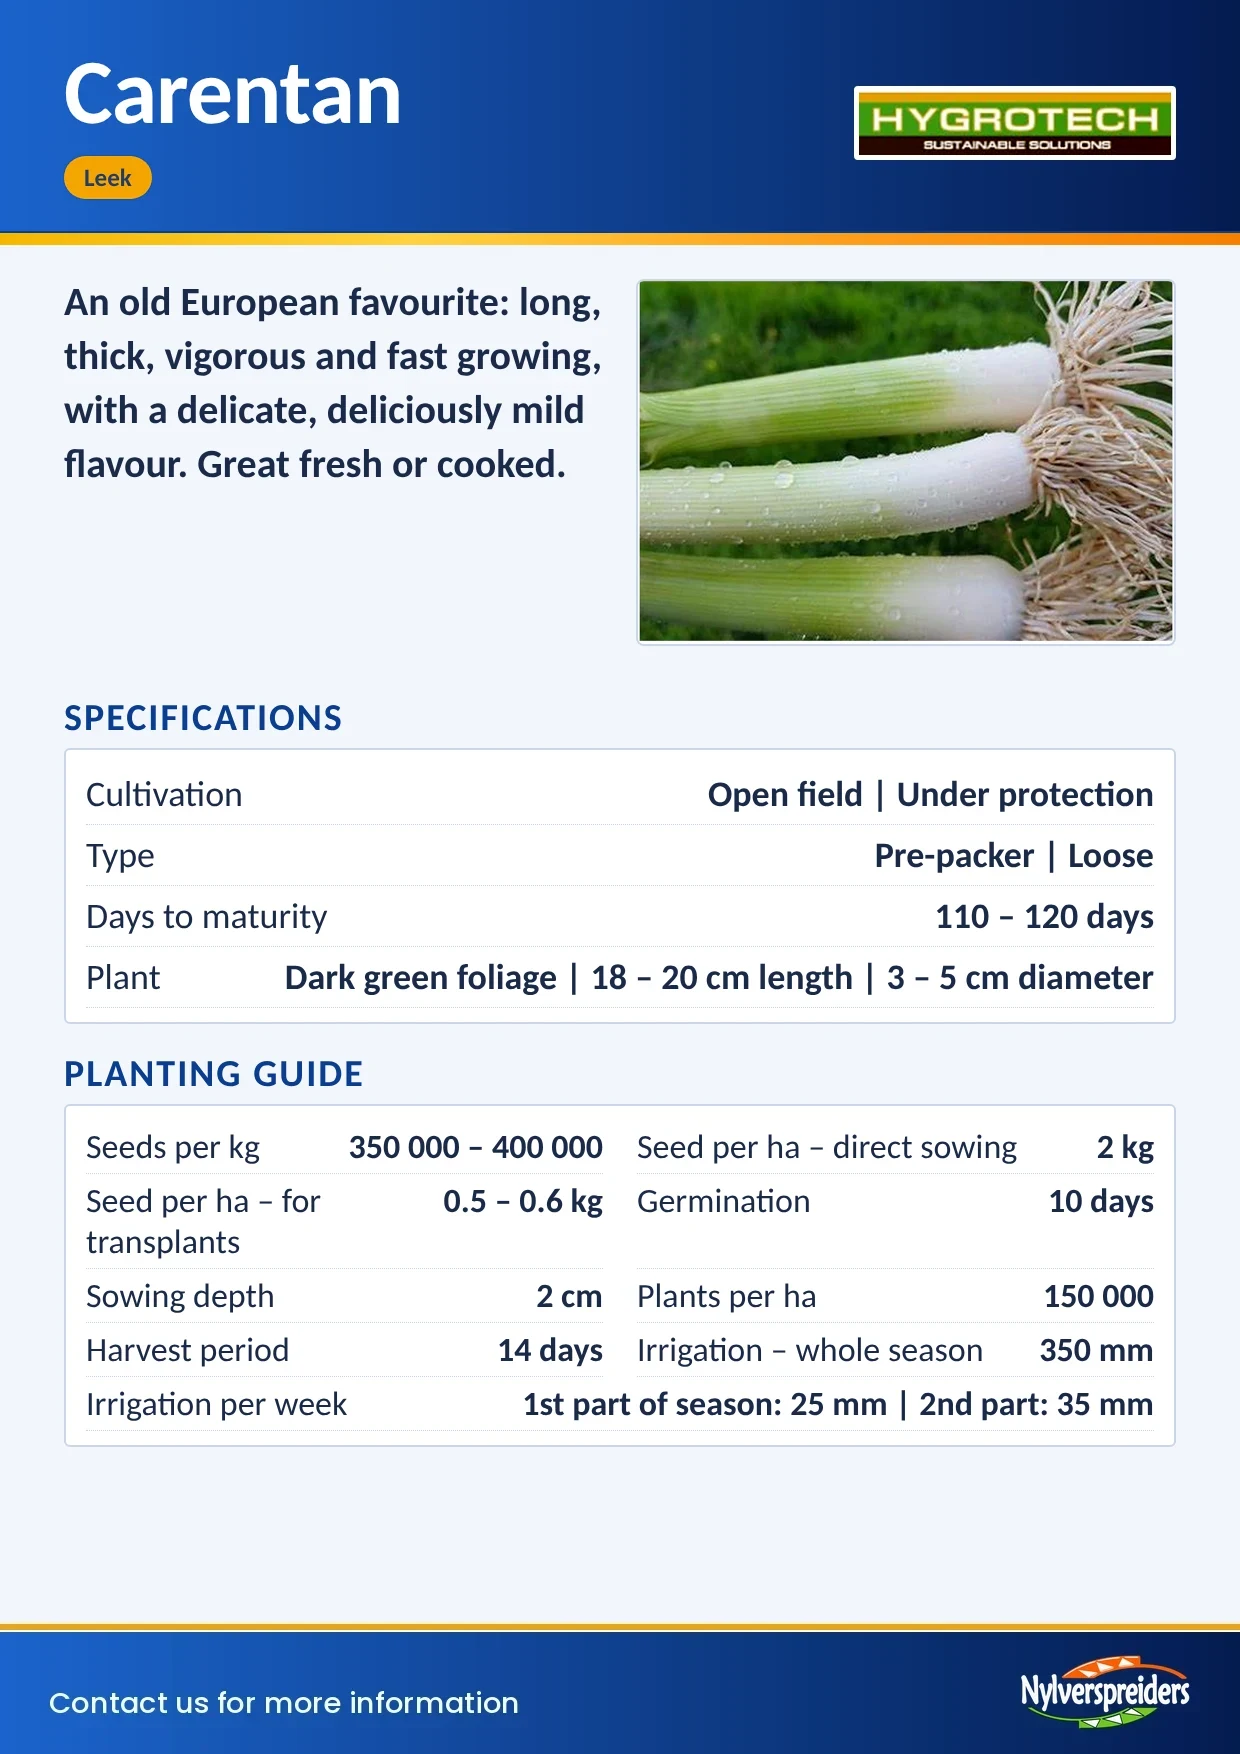 Carentan
Leek
HYGROTECH
SUSTAINABLE SOLUTIONS
An old European favourite: long,
thick, vigorous and fast growing,
with a delicate, deliciously mild
flavour. Great fresh or cooked.
SPECIFICATIONS
Cultivation Open field | Under protection
Type Pre-packer | Loose
Days to maturity 110 – 120 days
Plant Dark green foliage | 18 – 20 cm length | 3 – 5 cm diameter
PLANTING GUIDE
Seeds per kg 350 000 – 400 000 Seed per ha – direct sowing 2 kg
Seed per ha – for 0.5 – 0.6 kg Germination 10 days
transplants
Sowing depth 2 cm Plants per ha 150 000
Harvest period 14 days Irrigation – whole season 350 mm
Irrigation per week 1st part of season: 25 mm | 2nd part: 35 mm
Contact us for more information
Nylverspreiders